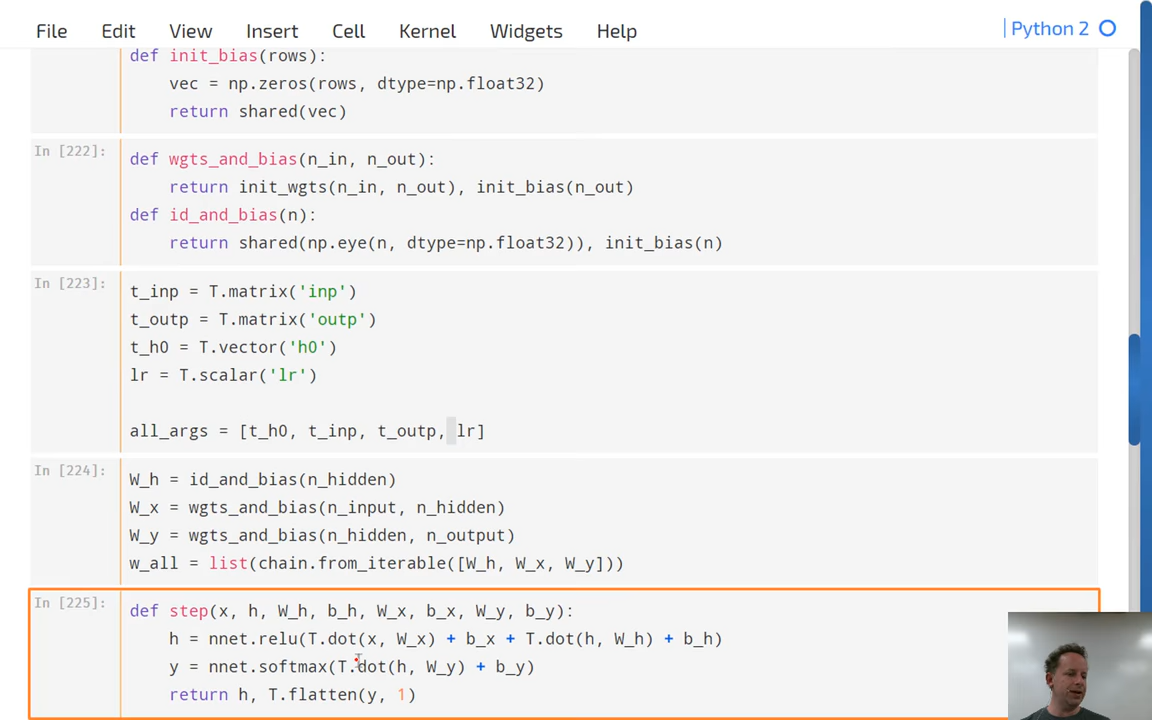 File Edit View Insert Cell Kernel Widgets Help Python 2
def init_bias(rows):
vec = np.zeros(rows, dtype=np.float32)
return shared(vec)
In [222]:
def wgts_and_bias(n_in, n_out):
return init_wgts(n_in, n_out), init_bias(n_out)
def id_and_bias(n):
return shared(np.eye(n, dtype=np.float32)), init_bias(n)
In [223]:
t_inp = T.matrix('inp')
t_outp = T.matrix('outp')
t_h0 = T.vector('h0')
lr = T.scalar('lr')
all_args = [t_h0, t_inp, t_outp, lr]
In [224]:
W_h = id_and_bias(n_hidden)
W_x = wgts_and_bias(n_input, n_hidden)
W_y = wgts_and_bias(n_hidden, n_output)
w_all = list(chain.from_iterable([W_h, W_x, W_y]))
In [225]:
def step(x, h, W_h, b_h, W_x, b_x, W_y, b_y):
h = nnet.relu(T.dot(x, W_x) + b_x + T.dot(h, W_h) + b_h)
y = nnet.softmax(T.dot(h, W_y) + b_y)
return h, T.flatten(y, 1)